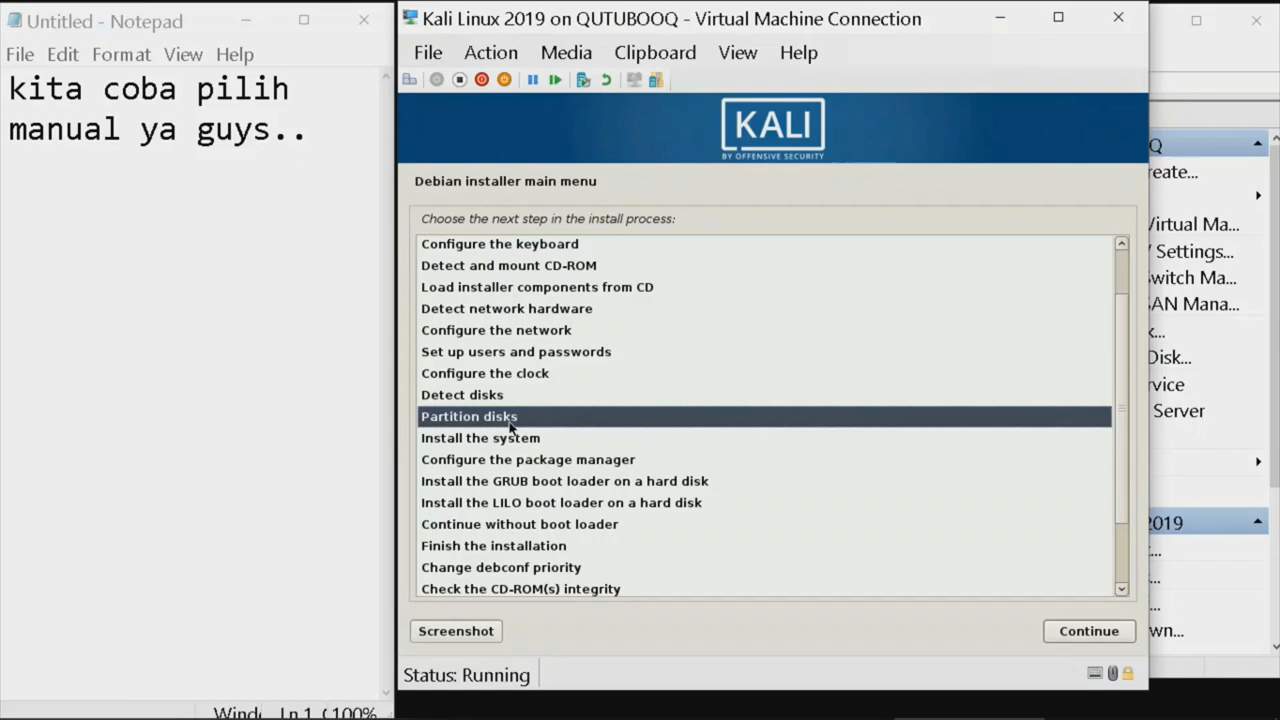 Untitled - Notepad
File Edit Format View Help
kita coba pilih
manual ya guys..
Ln 1
100%
Kali Linux 2019 on QUTUBOOQ - Virtual Machine Connection
File Action Media Clipboard View Help
KALI
BY OFFENSIVE SECURITY
Debian installer main menu
Choose the next step in the install process:
Configure the keyboard
Detect and mount CD-ROM
Load installer components from CD
Detect network hardware
Configure the network
Set up users and passwords
Configure the clock
Detect disks
Partition disks
Install the system
Configure the package manager
Install the GRUB boot loader on a hard disk
Install the LILO boot loader on a hard disk
Continue without boot loader
Finish the installation
Change debconf priority
Check the CD-ROM(s) integrity
Screenshot
Continue
Status: Running
Q
reate...
Virtual Ma...
Settings...
Switch Ma...
SAN Mana...
Disk...
rvice
Server
2019
wn...